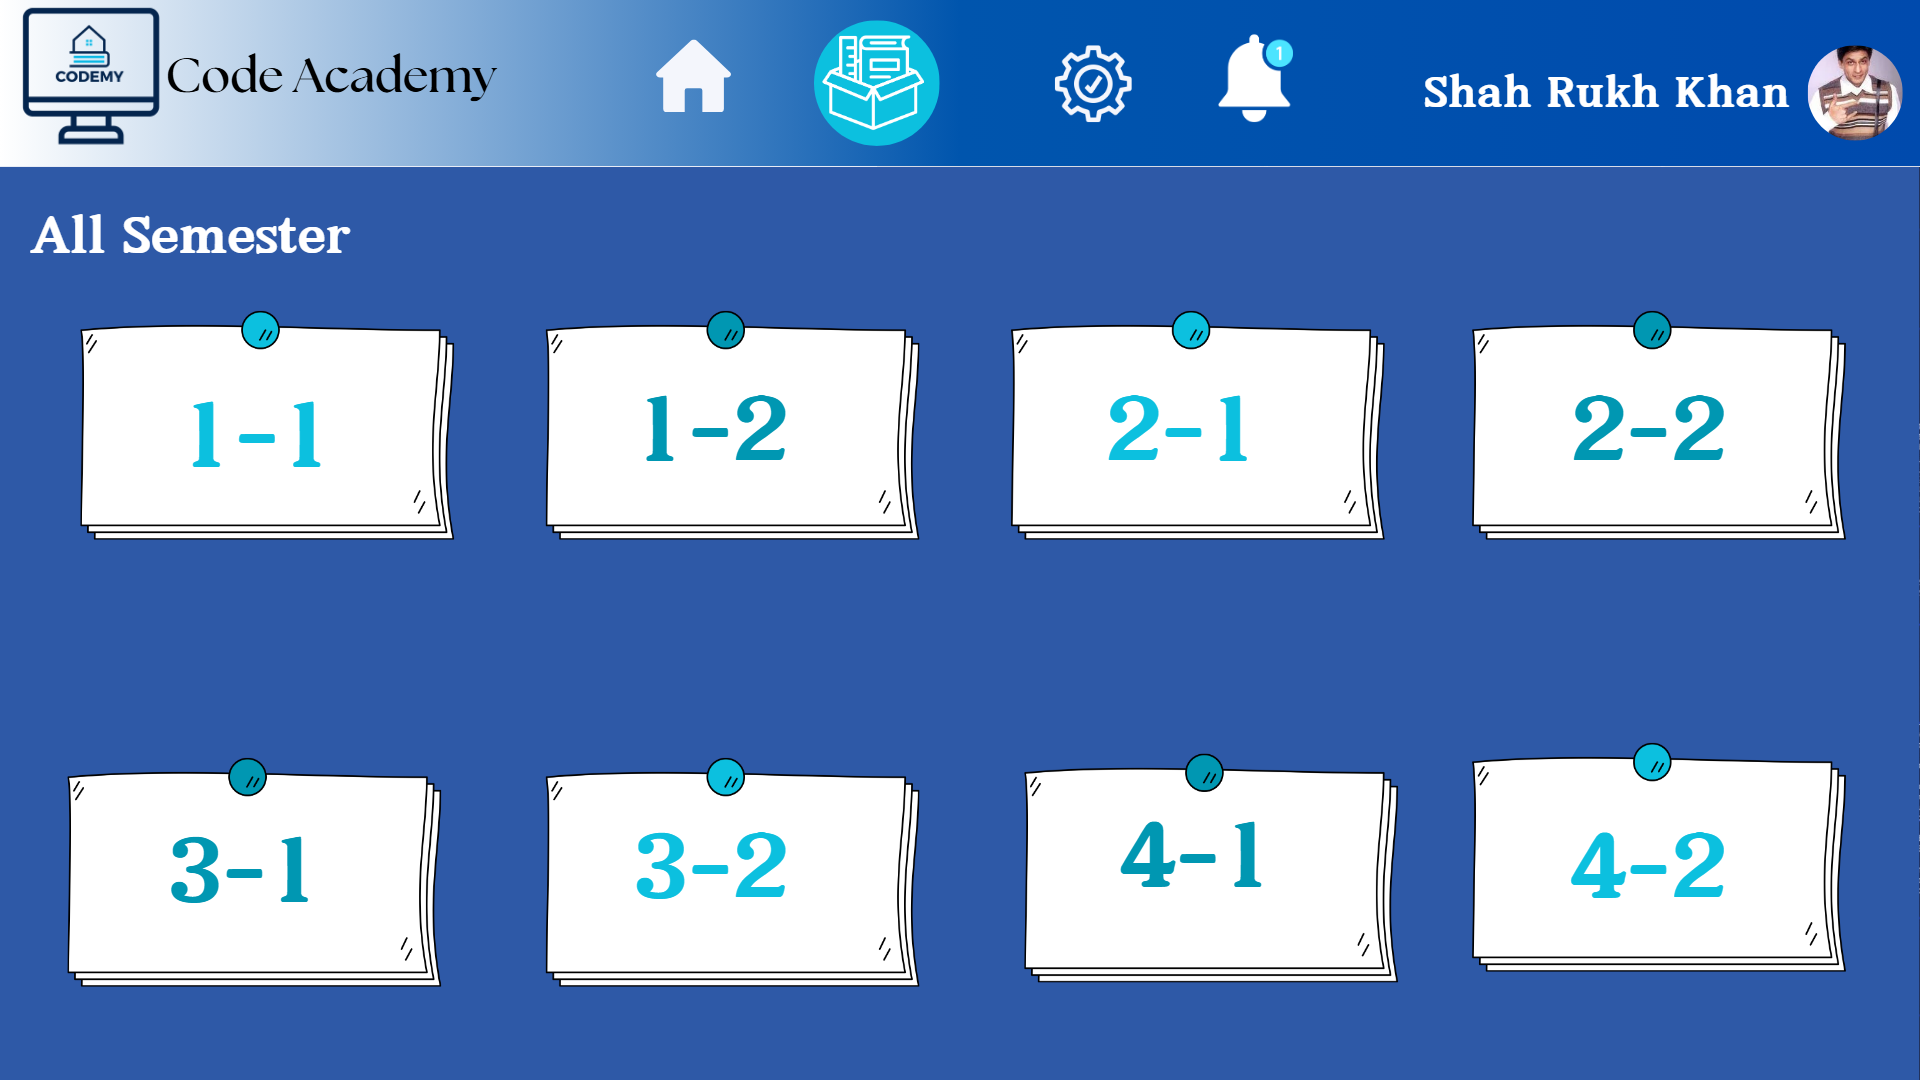 CODEMY
Code Academy
1
Shah Rukh Khan
All Semester
1-1
1-2
2-1
2-2
3-1
3-2
4-1
4-2